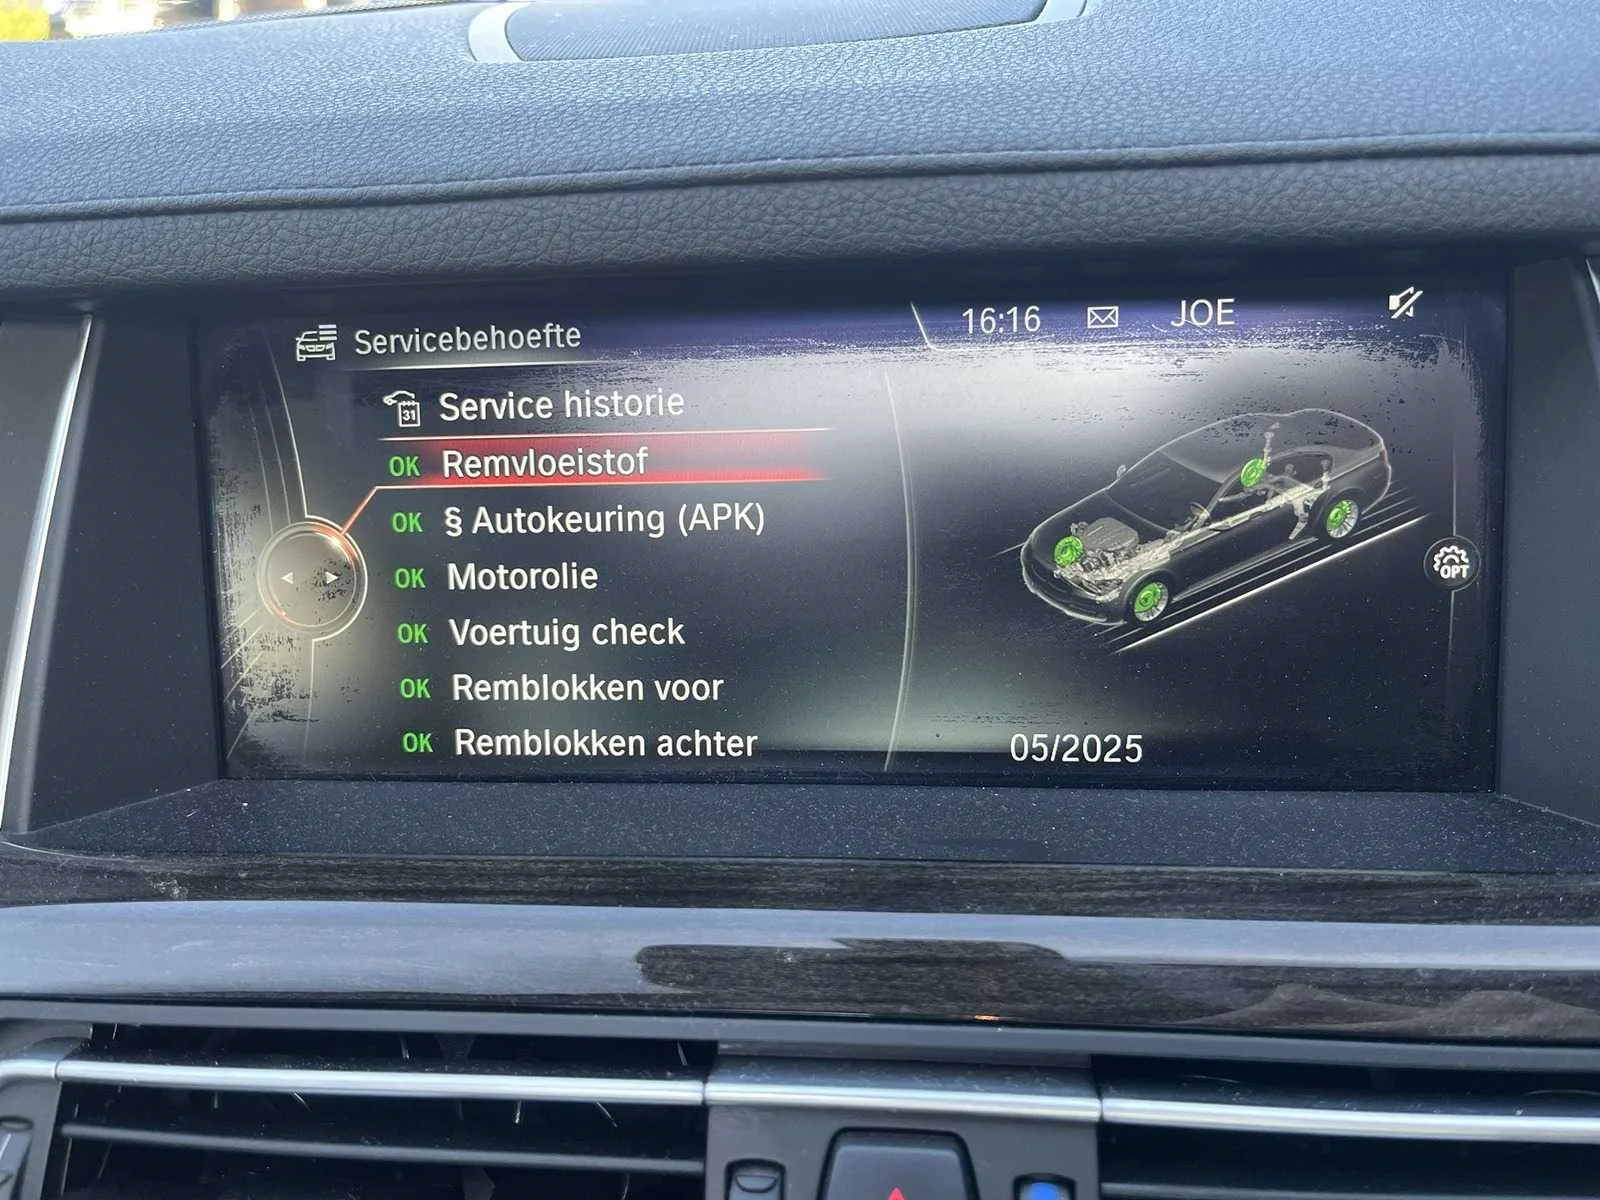 Servicebehoefte
16:16 JOE
31 Service historie
OK Remvloeistof
OK § Autokeuring (APK)
OK Motorolie
OK Voertuig check
OK Remblokken voor
OK Remblokken achter
OPT
05/2025